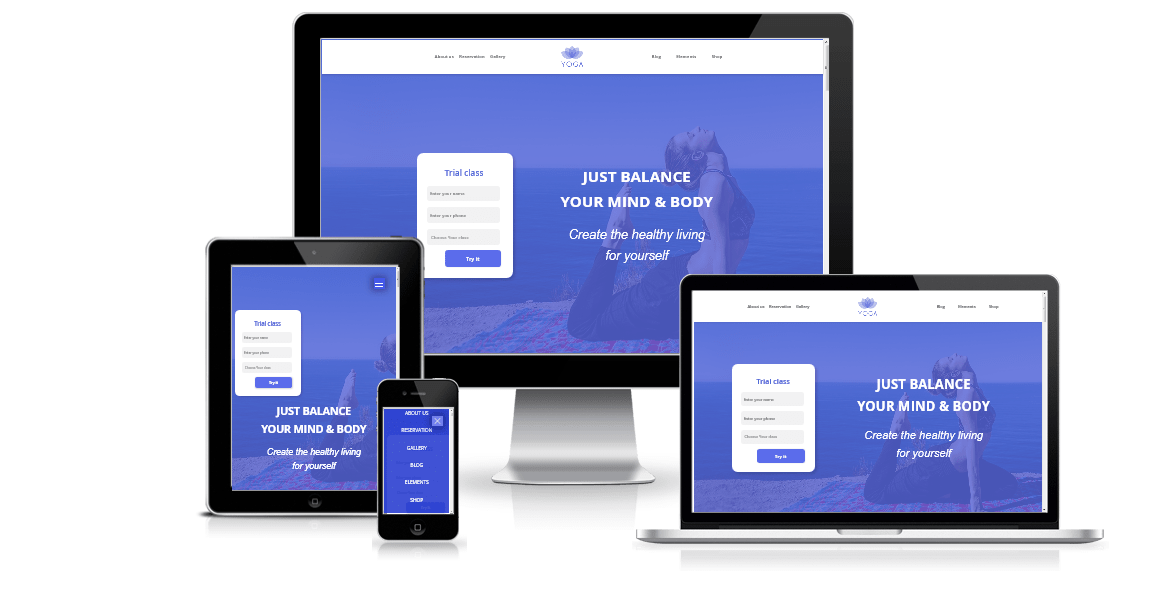 About us Reservation Gallery
YOGA
Blog Elements Shop
Trial class
Enter your name
Enter your phone
Choose Your class
Try it
JUST BALANCE
YOUR MIND & BODY
Create the healthy living
for yourself
Trial class
Enter your name
Enter your phone
Choose Your class
Try it
JUST BALANCE
YOUR MIND & BODY
Create the healthy living
for yourself
ABOUT US
RESERVATION
GALLERY
BLOG
ELEMENTS
SHOP
About us Reservation Gallery
YOGA
Blog Elements Shop
Trial class
Enter your name
Enter your phone
Choose Your class
Try it
JUST BALANCE
YOUR MIND & BODY
Create the healthy living
for yourself